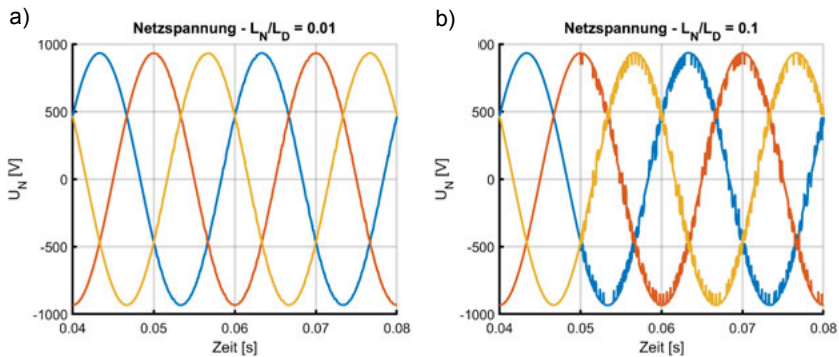 a)
Netzspannung - L_N/L_D = 0.01
1000
500
0
-500
-1000
U_N [V]
0.04 0.05 0.06 0.07 0.08
Zeit [s]
b)
Netzspannung - L_N/L_D = 0.1
00
500
0
-500
-1000
U_N [V]
0.04 0.05 0.06 0.07 0.08
Zeit [s]